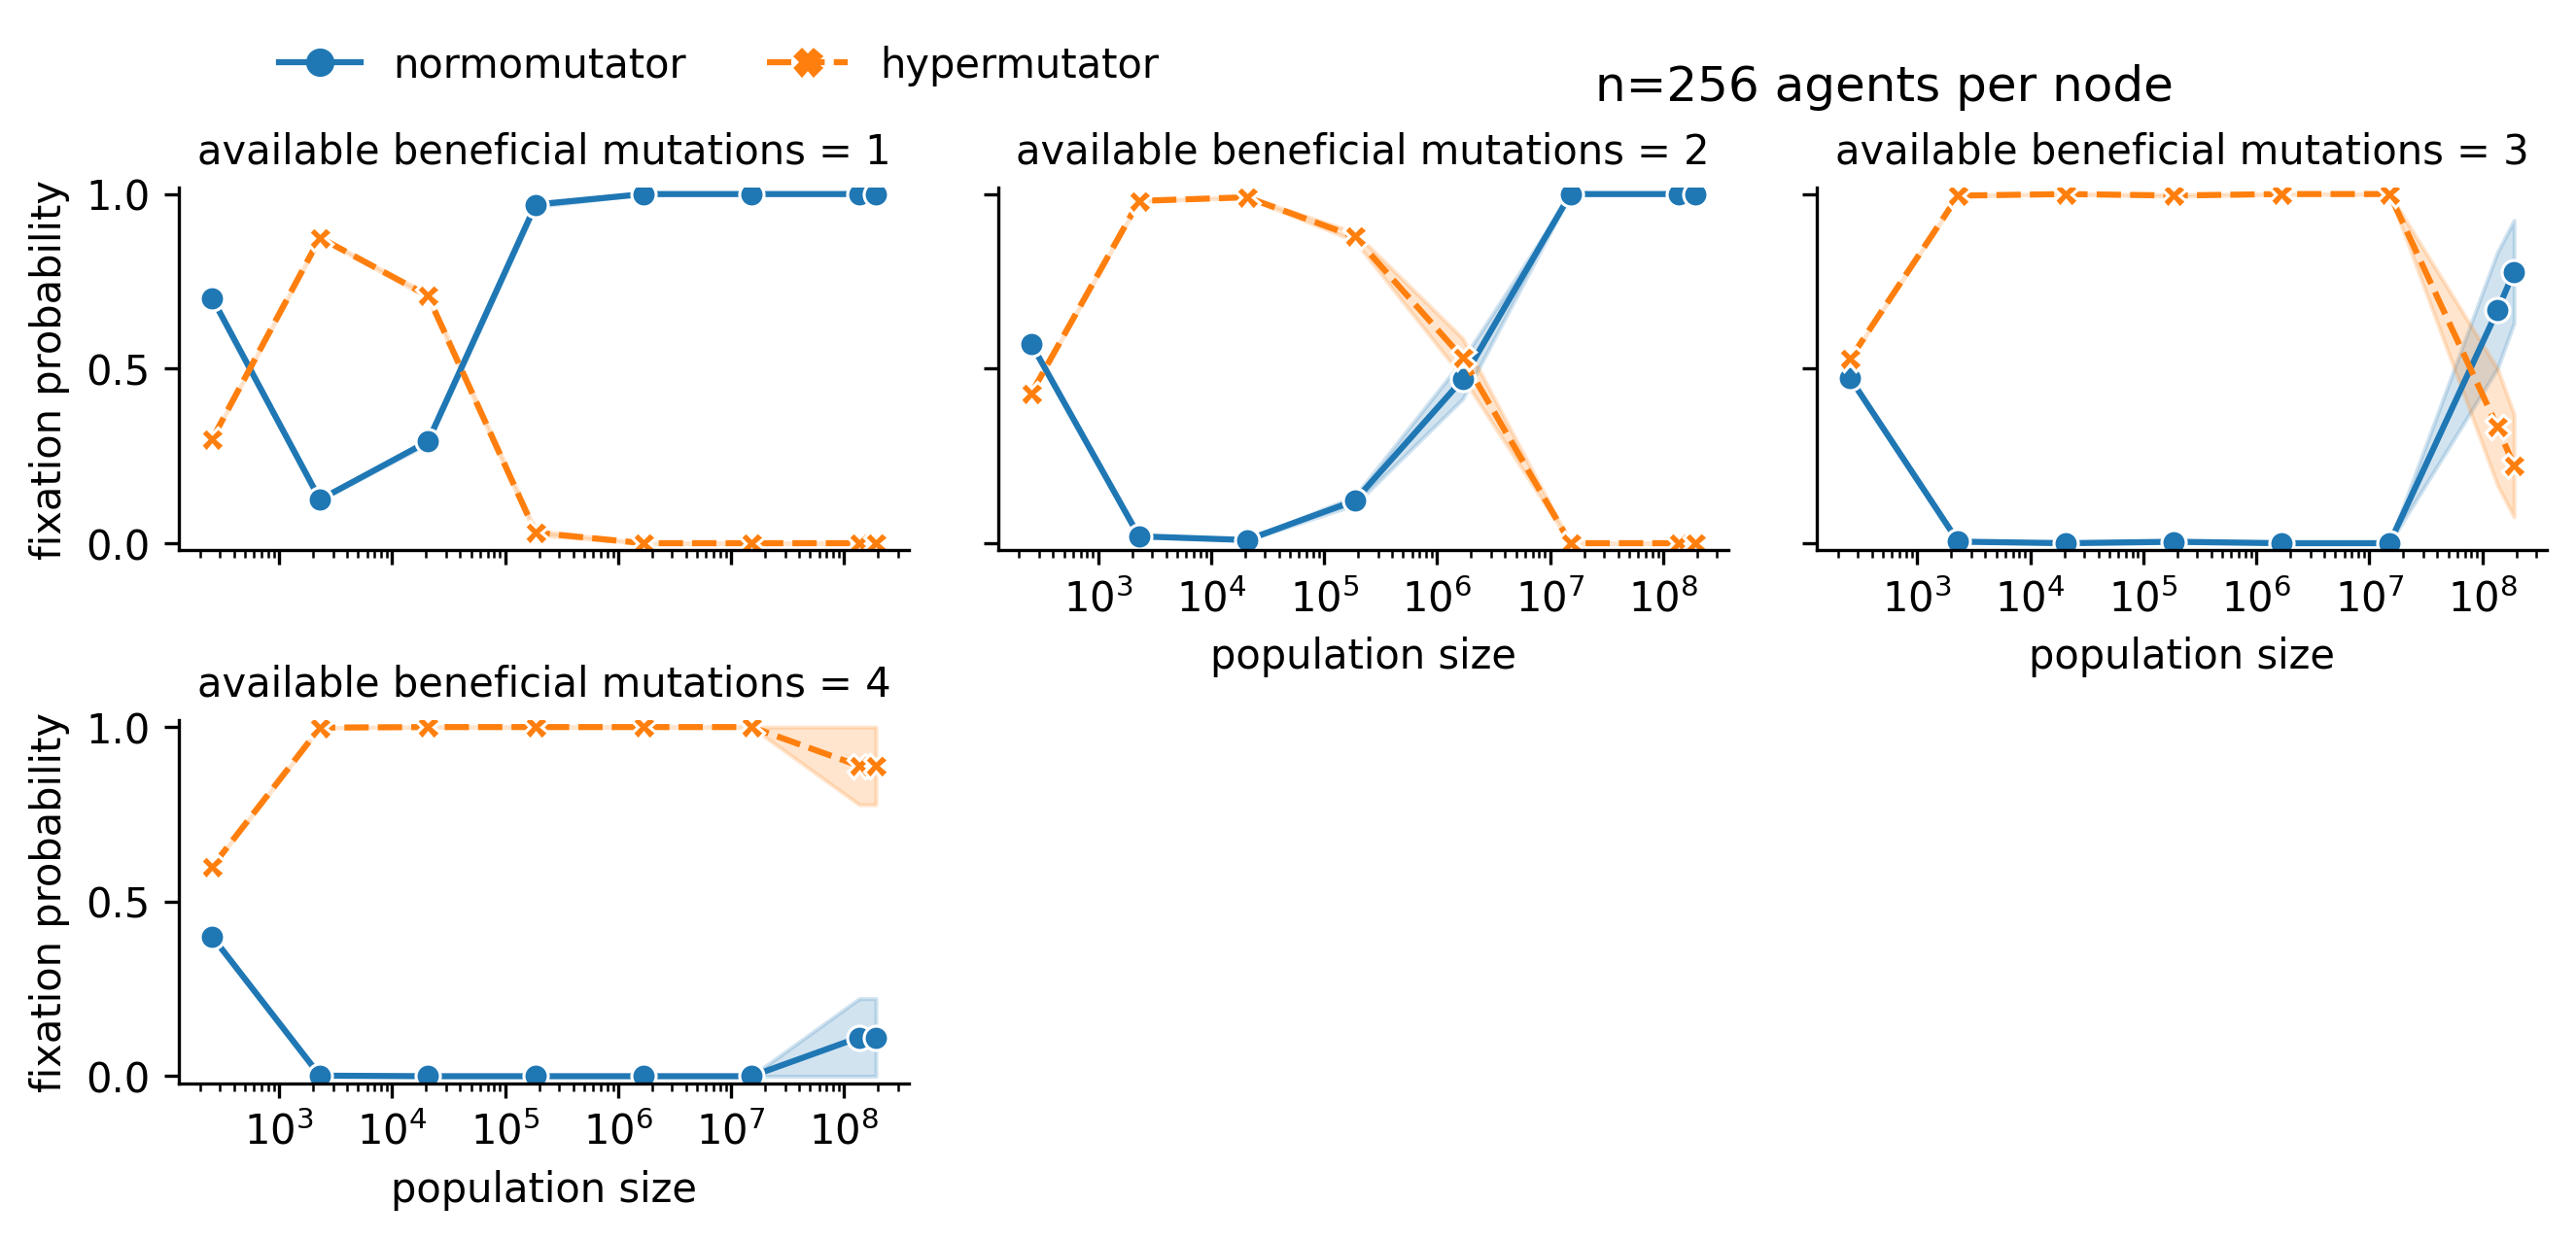 normomutator hypermutator
n=256 agents per node
available beneficial mutations = 1
available beneficial mutations = 2
available beneficial mutations = 3
fixation probability
1.0
0.5
0.0
10³ 10⁴ 10⁵ 10⁶ 10⁷ 10⁸
population size
10³ 10⁴ 10⁵ 10⁶ 10⁷ 10⁸
population size
available beneficial mutations = 4
fixation probability
1.0
0.5
0.0
10³ 10⁴ 10⁵ 10⁶ 10⁷ 10⁸
population size